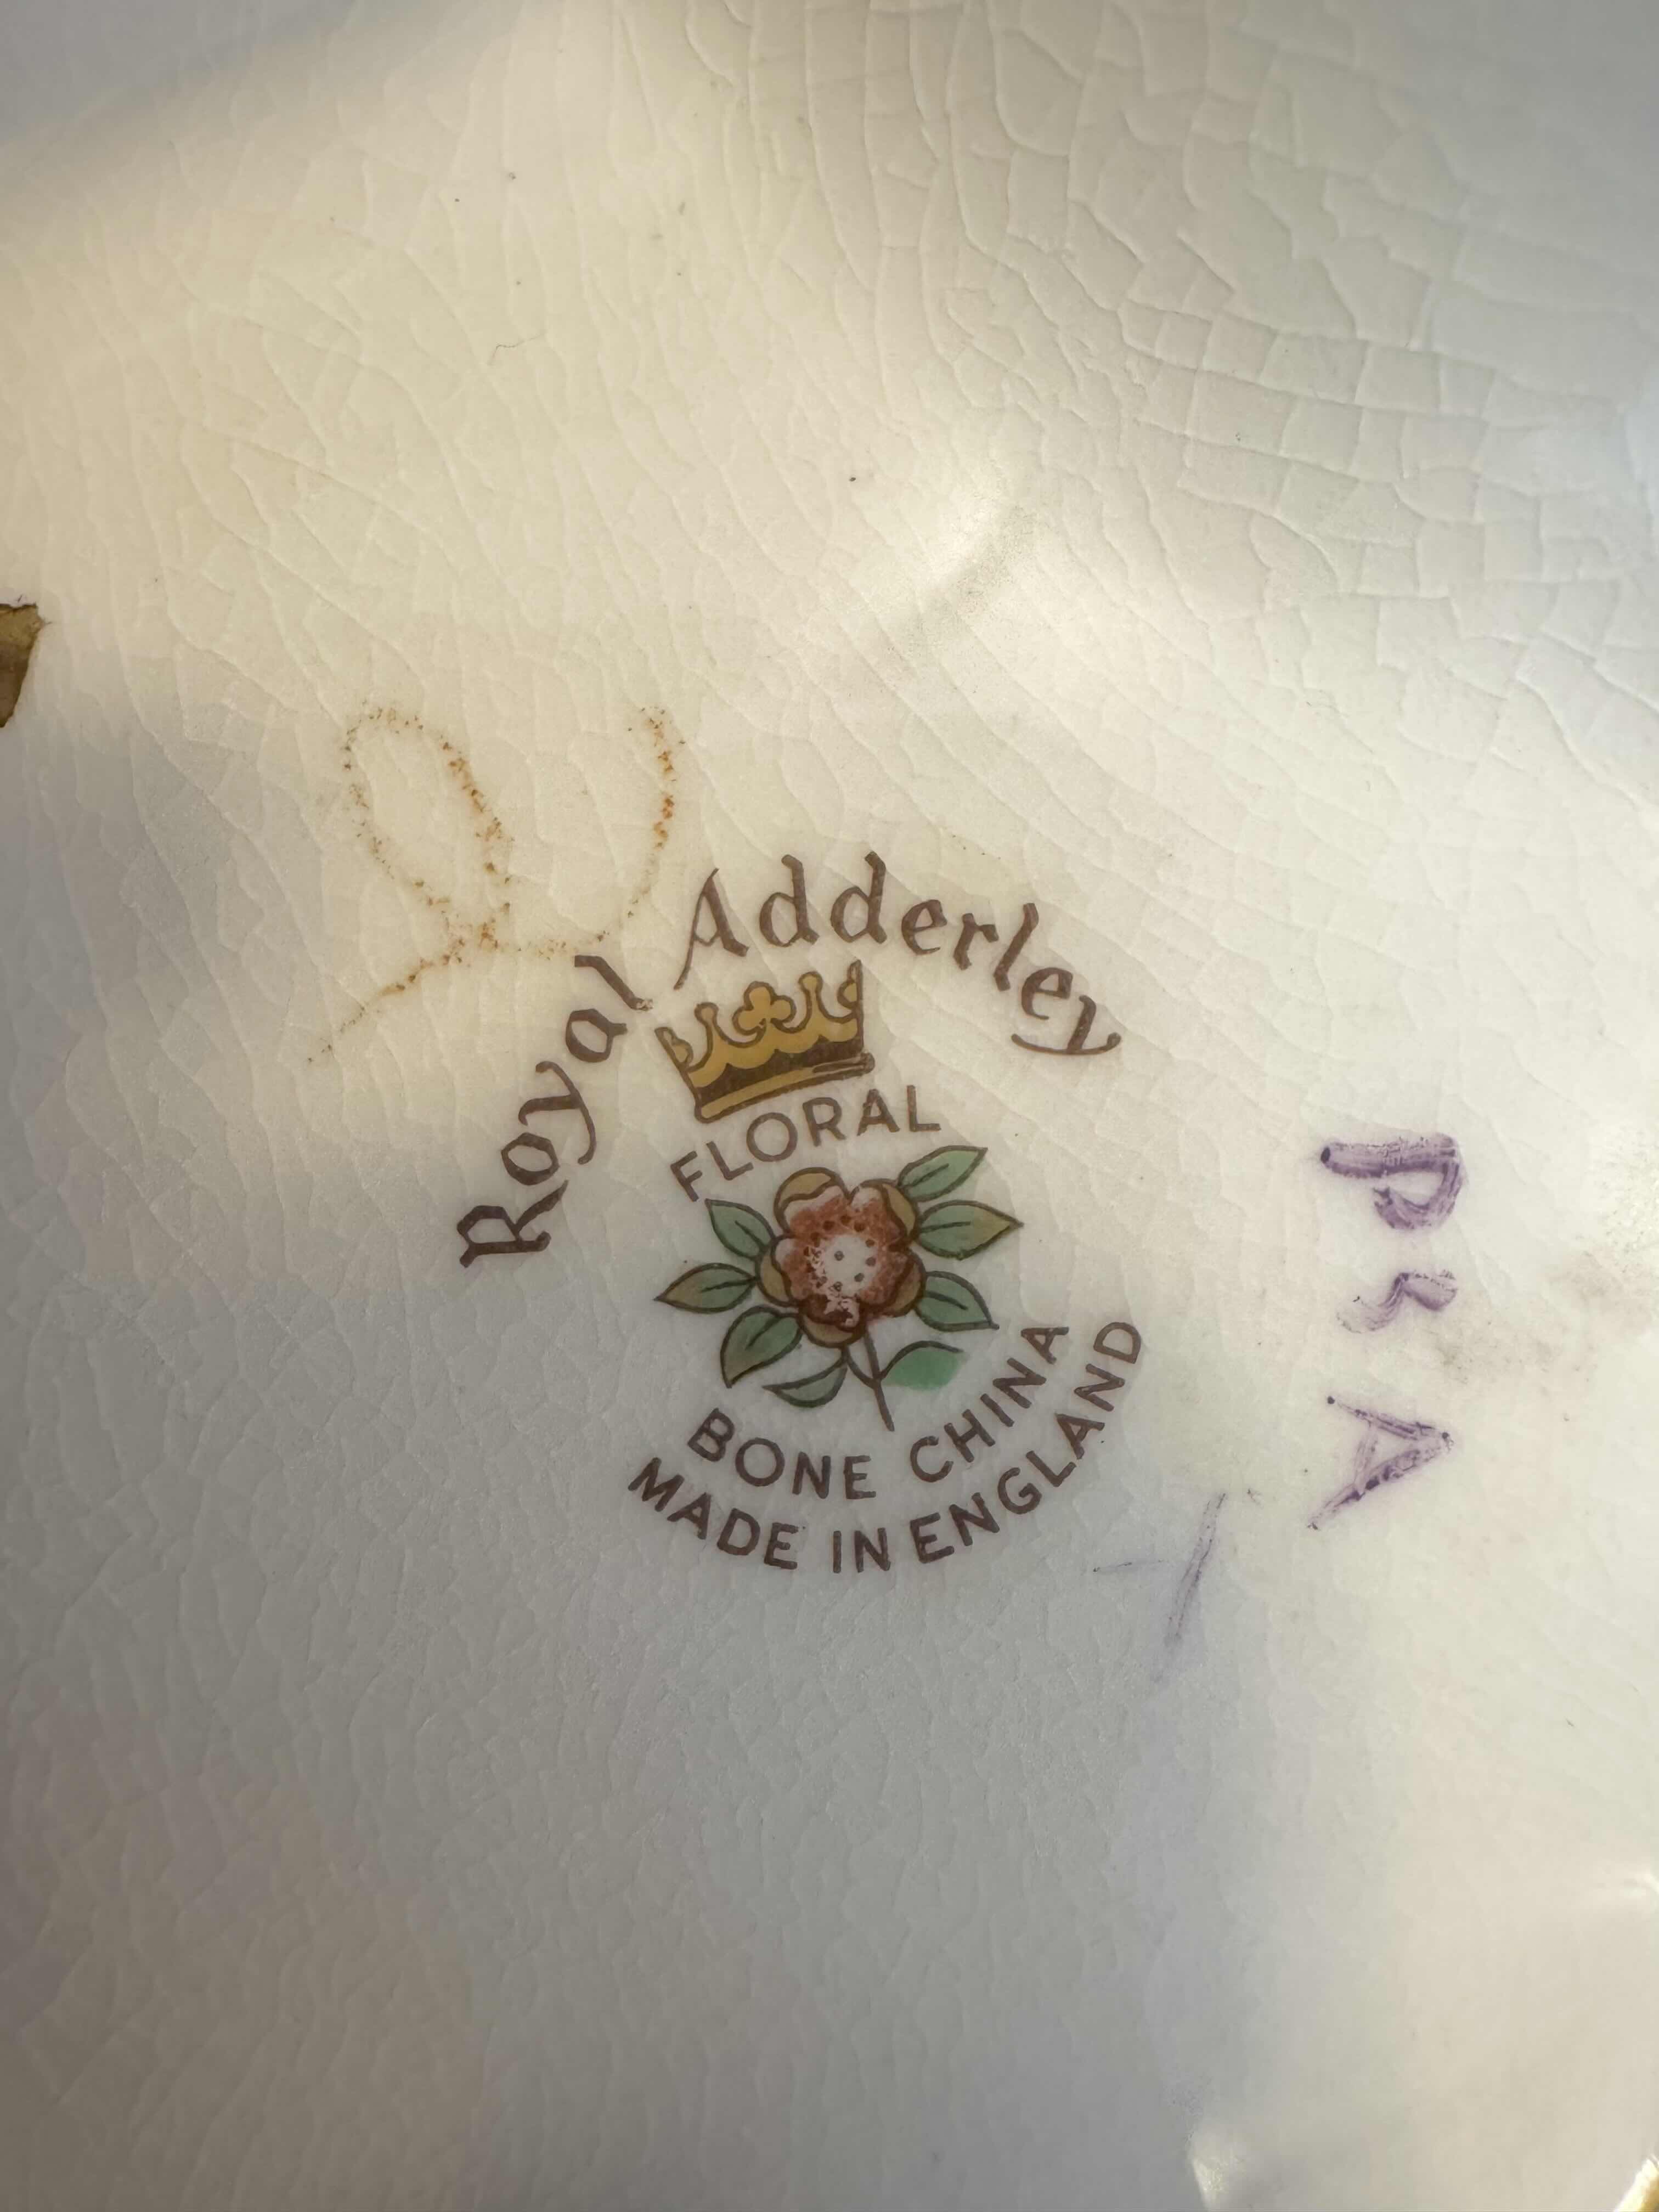 Royal Adderley
FLORAL
BONE CHINA
MADE IN ENGLAND